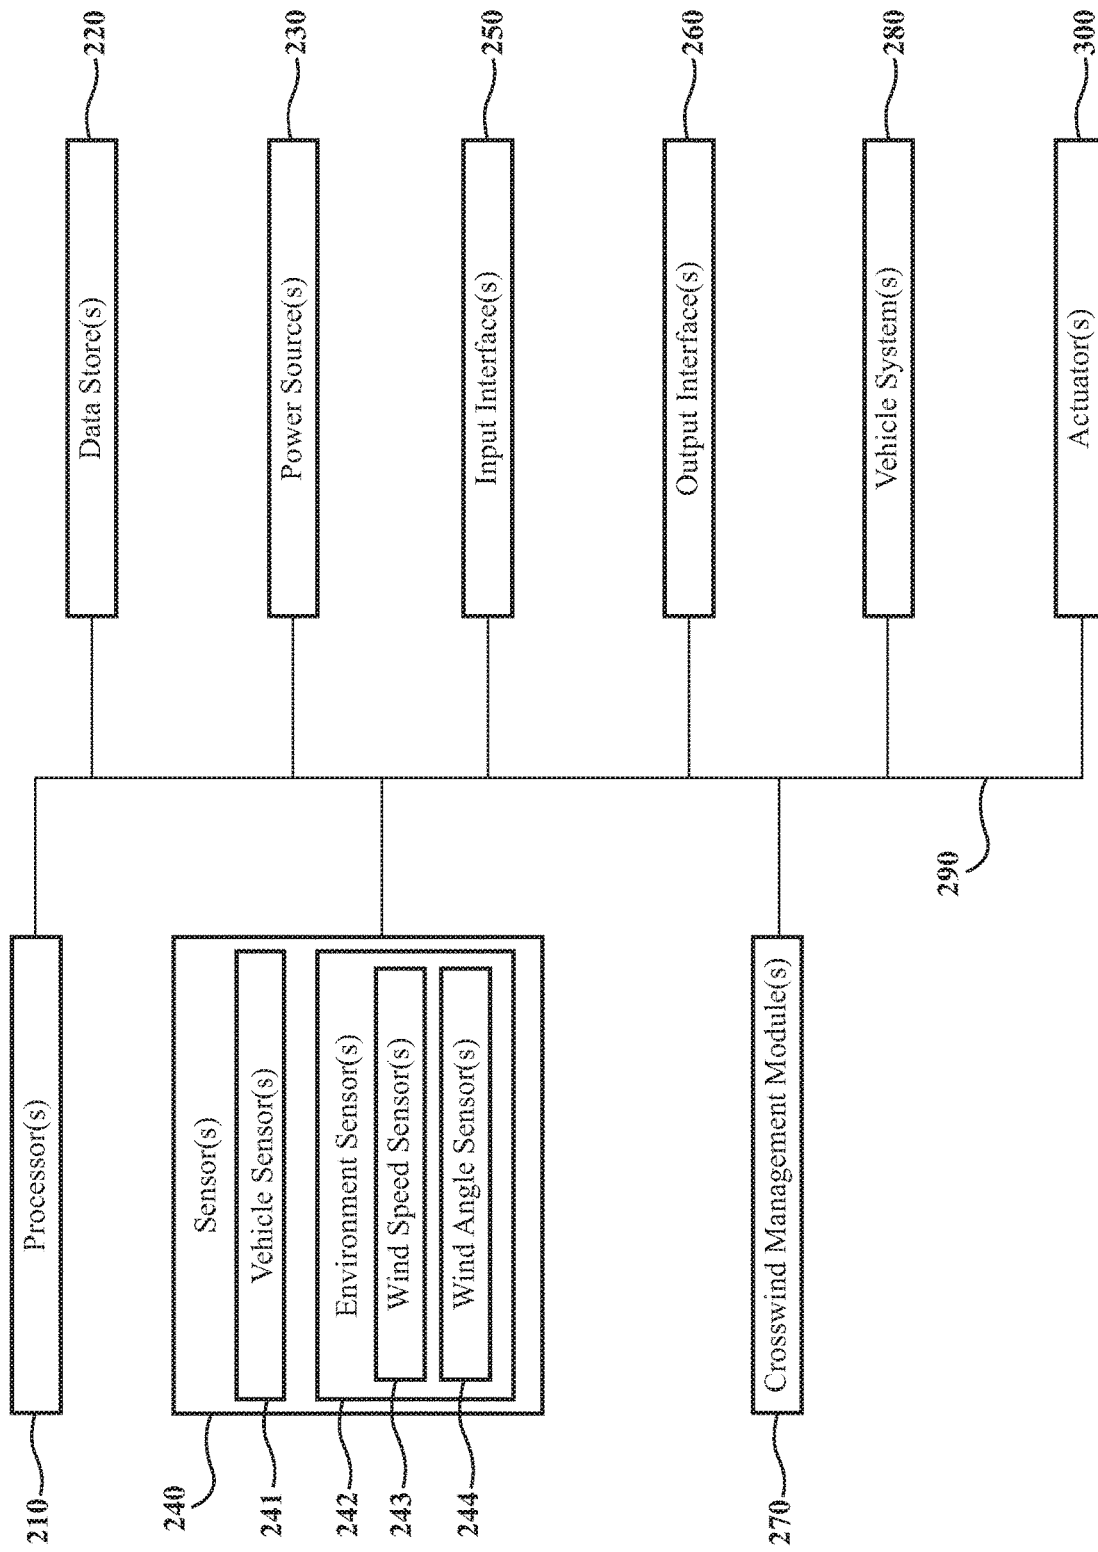 210
Processor(s)
240
Sensor(s)
241
Vehicle Sensor(s)
242
Environment Sensor(s)
243
Wind Speed Sensor(s)
244
Wind Angle Sensor(s)
270
Crosswind Management Module(s)
290
Data Store(s)
220
Power Source(s)
230
Input Interface(s)
250
Output Interface(s)
260
Vehicle System(s)
280
Actuator(s)
300